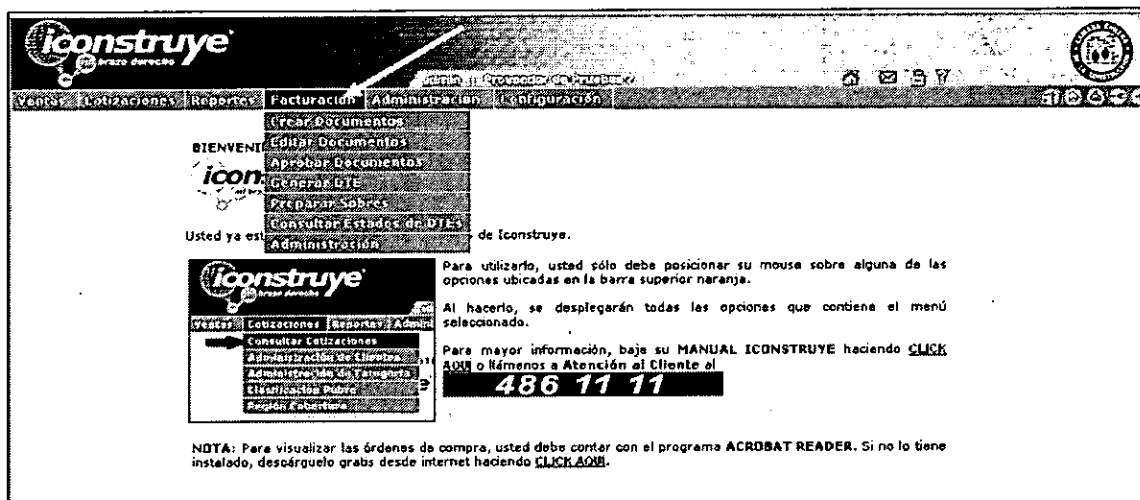 iconstruye
brazo derecho
admin :: Proveedor de Pruebas 7
Ventas Cotizaciones Reportes Facturación Administración Configuración
Crear Documentos
Editar Documentos
Aprobar Documentos
Generar DTE
Preparar Sobres
Consultar Estados de DTEs
Administración
BIENVENI
icon
Usted ya est de Iconstruye.
iconstruye
brazo derecho
Ventas Cotizaciones Reportes Admini
Consultar Cotizaciones
Administración de Clientes
Administración de Categoría
Clasificación Rubro
Región Cobertura
Para utilizarlo, usted sólo debe posicionar su mouse sobre alguna de las
opciones ubicadas en la barra superior naranja.
Al hacerlo, se desplegarán todas las opciones que contiene el menú
seleccionado.
Para mayor información, baje su MANUAL ICONSTRUYE haciendo CLICK
AQUI o llámenos a Atención al Cliente al
486 11 11
NOTA: Para visualizar las órdenes de compra, usted debe contar con el programa ACROBAT READER. Si no lo tiene
instalado, descárguelo gratis desde internet haciendo CLICK AQUI.